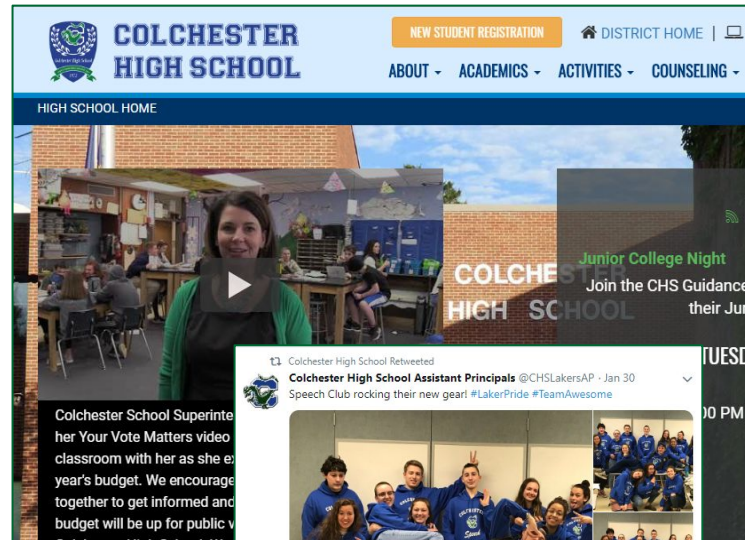 COLCHESTER
HIGH SCHOOL
NEW STUDENT REGISTRATION
DISTRICT HOME |
ABOUT
ACADEMICS
ACTIVITIES
COUNSELING
HIGH SCHOOL HOME
COLCHESTER
HIGH SCHOOL
Junior College Night
Join the CHS Guidance
their Jun
TUESD
00 PM
Colchester School Superinte
her Your Vote Matters video
classroom with her as she ex
year's budget. We encourage
together to get informed and
budget will be up for public v
Colchester High School Retweeted
Colchester High School Assistant Principals @CHSLakersAP · Jan 30
Speech Club rocking their new gear! #LakerPride #TeamAwesome